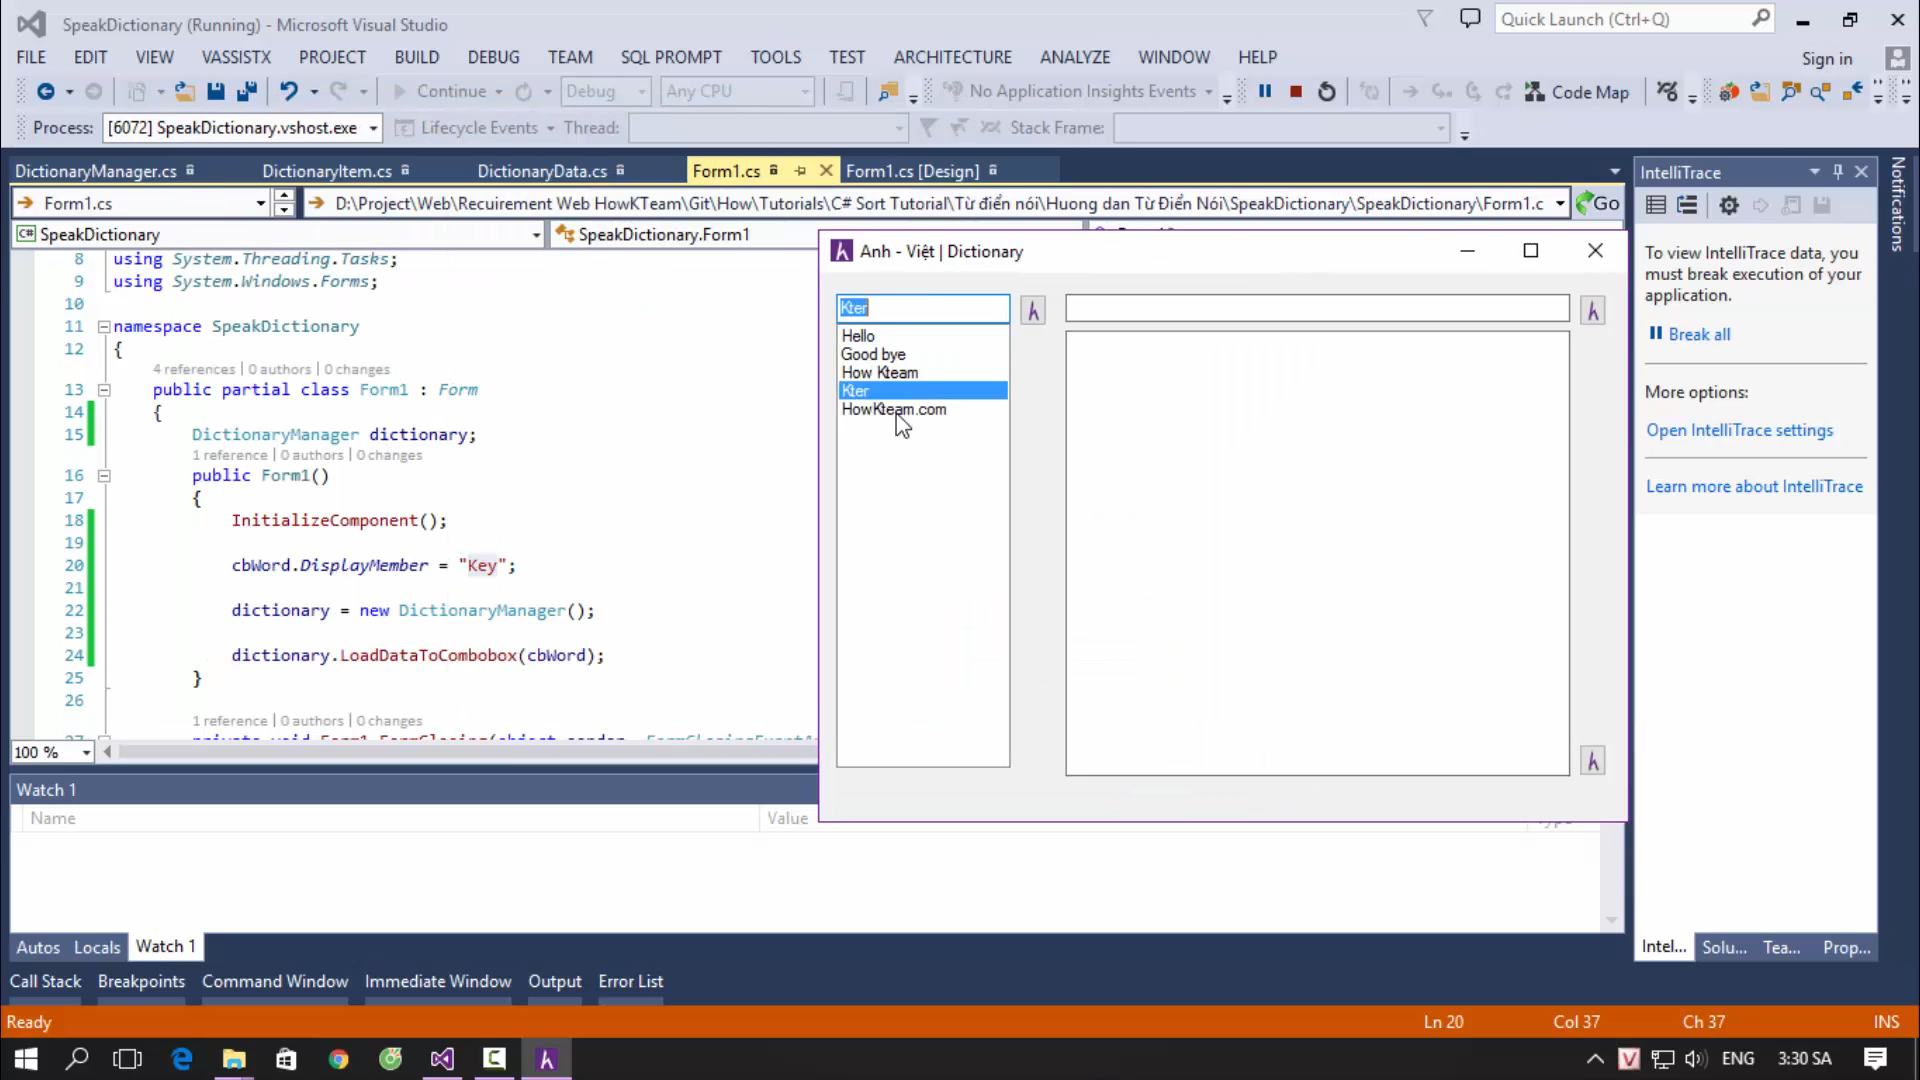 SpeakDictionary (Running) - Microsoft Visual Studio
Quick Launch (Ctrl+Q)
FILE EDIT VIEW VASSISTX PROJECT BUILD DEBUG TEAM SQL PROMPT TOOLS TEST ARCHITECTURE ANALYZE WINDOW HELP
Sign in
Continue Debug Any CPU No Application Insights Events Code Map
Process: [6072] SpeakDictionary.vshost.exe Lifecycle Events Thread: Stack Frame:
DictionaryManager.cs DictionaryItem.cs DictionaryData.cs Form1.cs Form1.cs [Design]
Form1.cs D:\Project\Web\Recuirement Web HowKTeam\Git\How\Tutorials\C# Sort Tutorial\Từ điển nói\Huong dan Từ Điển Nói\SpeakDictionary\SpeakDictionary\Form1.c Go
C# SpeakDictionary SpeakDictionary.Form1
8 using System.Threading.Tasks;
9 using System.Windows.Forms;
10
11 namespace SpeakDictionary
12 {
4 references | 0 authors | 0 changes
13 public partial class Form1 : Form
14 {
15 DictionaryManager dictionary;
1 reference | 0 authors | 0 changes
16 public Form1()
17 {
18 InitializeComponent();
19
20 cbWord.DisplayMember = "Key";
21
22 dictionary = new DictionaryManager();
23
24 dictionary.LoadDataToCombobox(cbWord);
25 }
26
1 reference | 0 authors | 0 changes
27 private void Form1_FormClosing(object sender, FormClosingEventA
100 %
Anh - Việt | Dictionary
Kter
Hello
Good bye
How Kteam
Kter
HowKteam.com
IntelliTrace
To view IntelliTrace data, you
must break execution of your
application.
Break all
More options:
Open IntelliTrace settings
Learn more about IntelliTrace
Notifications
Watch 1
Name Value Type
Autos Locals Watch 1
Intel... Solu... Tea... Prop...
Call Stack Breakpoints Command Window Immediate Window Output Error List
Ready Ln 20 Col 37 Ch 37 INS
ENG 3:30 SA